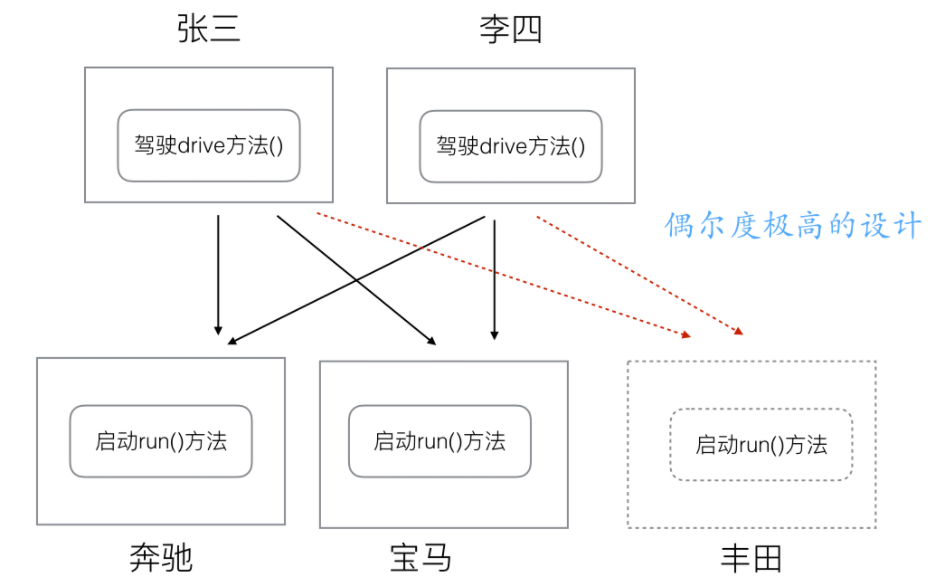 张三
李四
驾驶drive方法()
驾驶drive方法()
偶尔度极高的设计
启动run()方法
启动run()方法
启动run()方法
奔驰
宝马
丰田